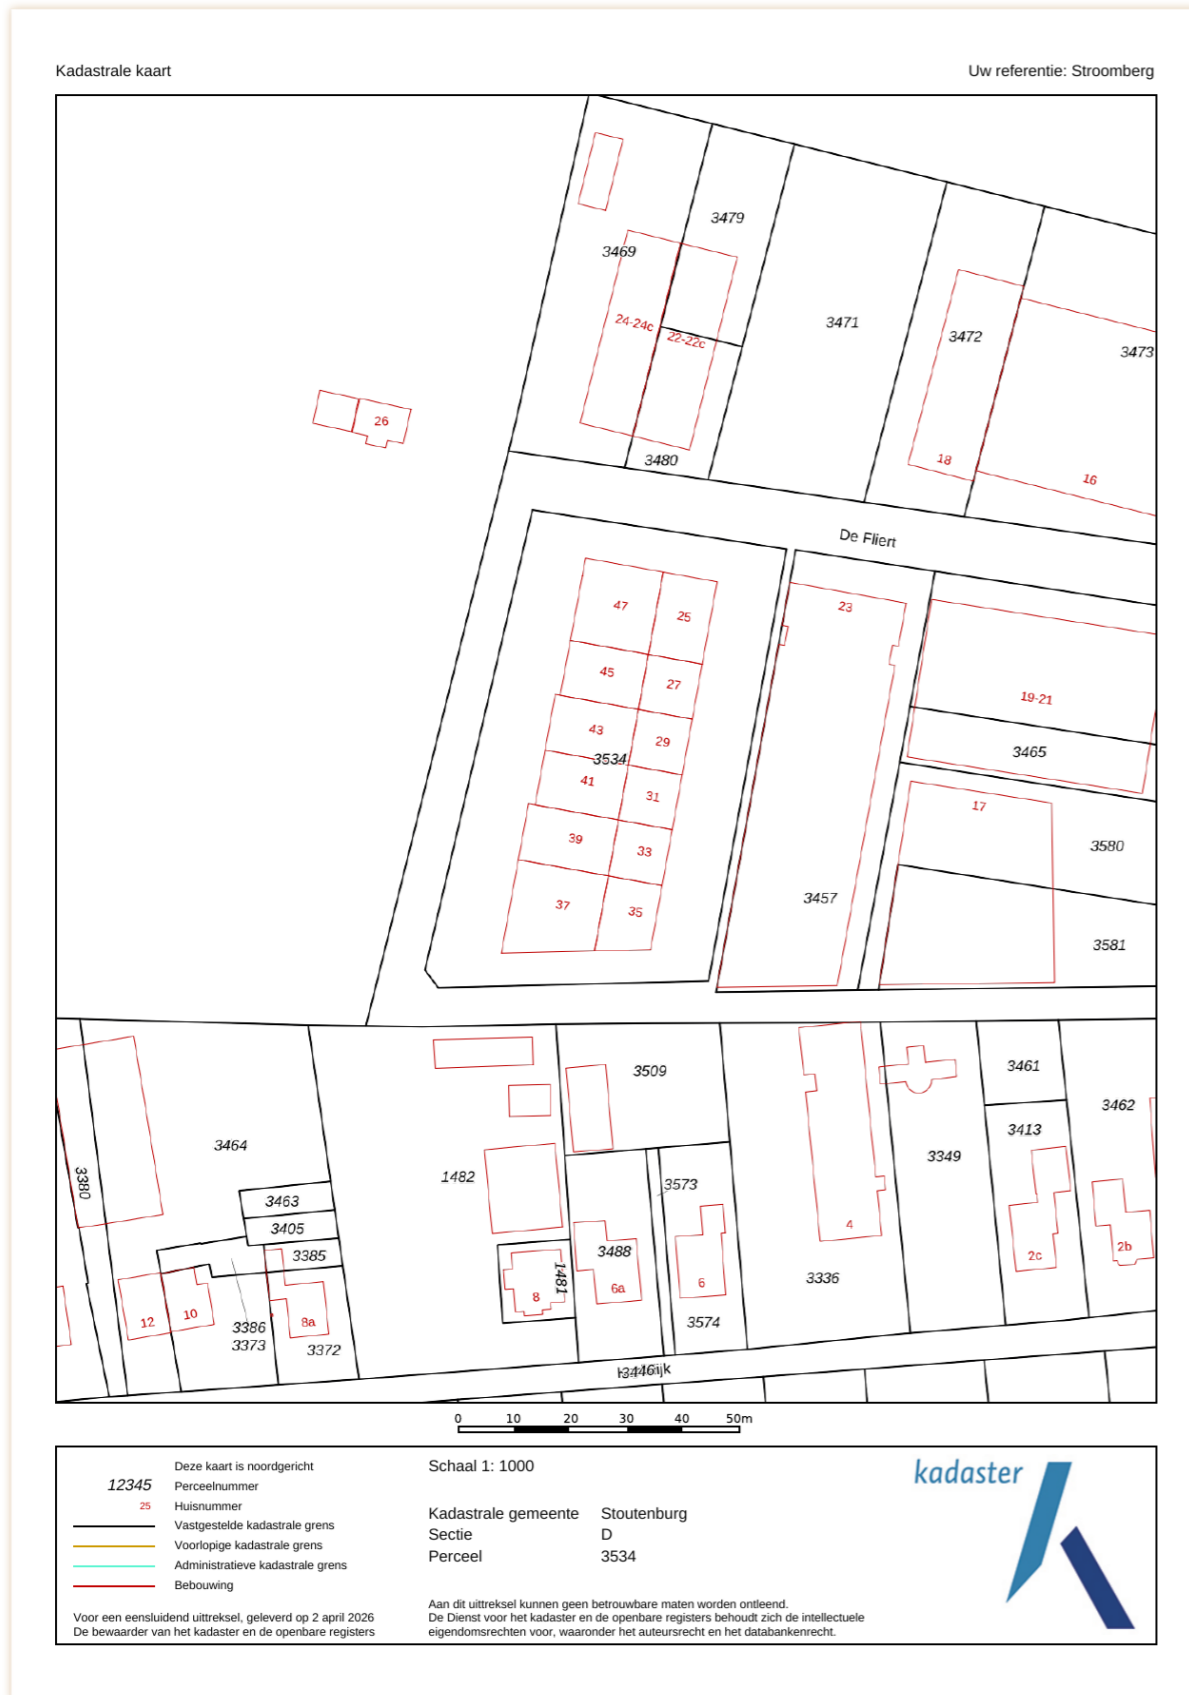 Kadastrale kaart
Uw referentie: Stroomberg
3479
3469
24-24c
22-22c
3471
3472
3473
26
18
16
3480
De Fliert
47
25
23
45
27
19-21
43
29
3465
3534
41
31
17
39
33
3580
37
35
3457
3581
3509
3461
3462
3464
3413
3380
1482
3573
3349
3463
3405
3385
3488
4
2c
2b
8
1481
6a
6
3336
12
10
8a
3386
3373
3372
3574
3446
0 10 20 30 40 50m
Deze kaart is noordgericht
12345 Perceelnummer
25 Huisnummer
Vastgestelde kadastrale grens
Voorlopige kadastrale grens
Administratieve kadastrale grens
Bebouwing
Voor een eensluidend uittreksel, geleverd op 2 april 2026
De bewaarder van het kadaster en de openbare registers
Schaal 1: 1000
Kadastrale gemeente Stoutenburg
Sectie D
Perceel 3534
Aan dit uittreksel kunnen geen betrouwbare maten worden ontleend.
De Dienst voor het kadaster en de openbare registers behoudt zich de intellectuele
eigendomsrechten voor, waaronder het auteursrecht en het databankenrecht.
kadaster